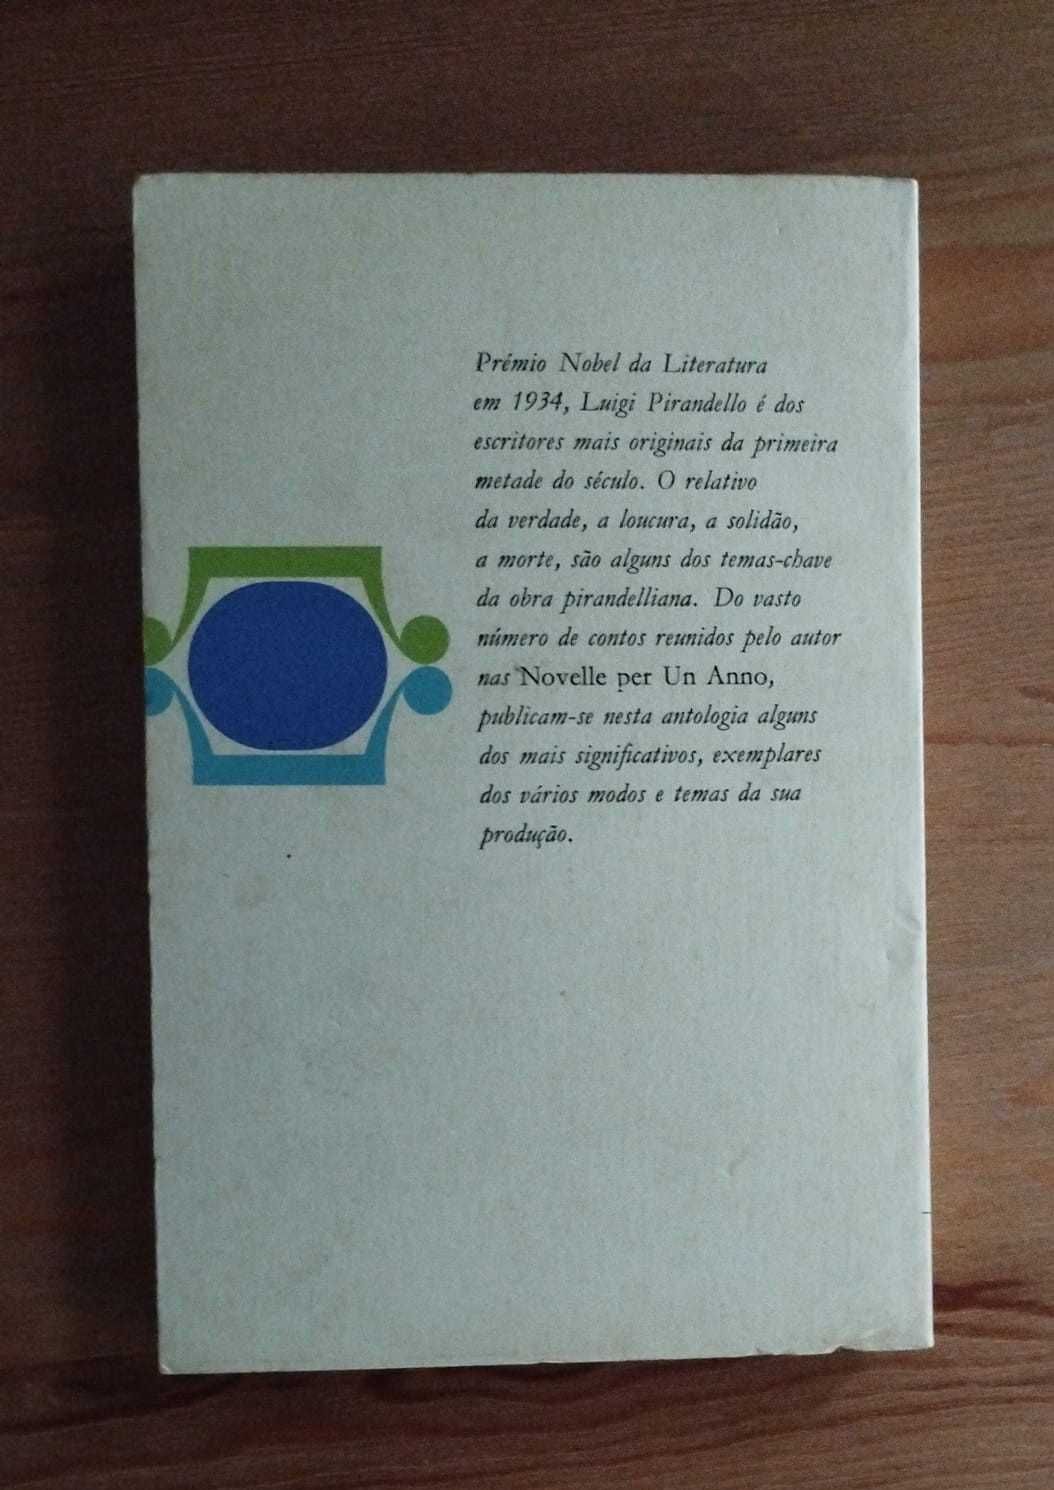 Prémio Nobel da Literatura
em 1934, Luigi Pirandello é dos
escritores mais originais da primeira
metade do século. O relativo
da verdade, a loucura, a solidão,
a morte, são alguns dos temas-chave
da obra pirandelliana. Do vasto
número de contos reunidos pelo autor
nas Novelle per Un Anno,
publicam-se nesta antologia alguns
dos mais significativos, exemplares
dos vários modos e temas da sua
produção.